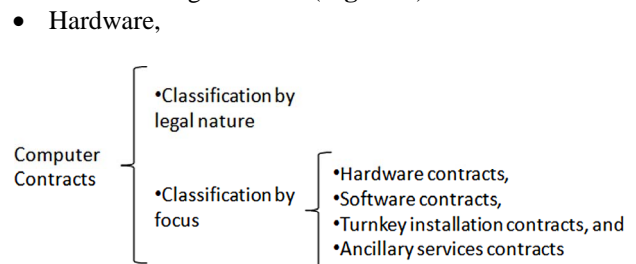 • Hardware,
•Classification by
legal nature
Computer
Contracts
•Classification by
focus
•Hardware contracts,
•Software contracts,
•Turnkey installation contracts, and
•Ancillary services contracts